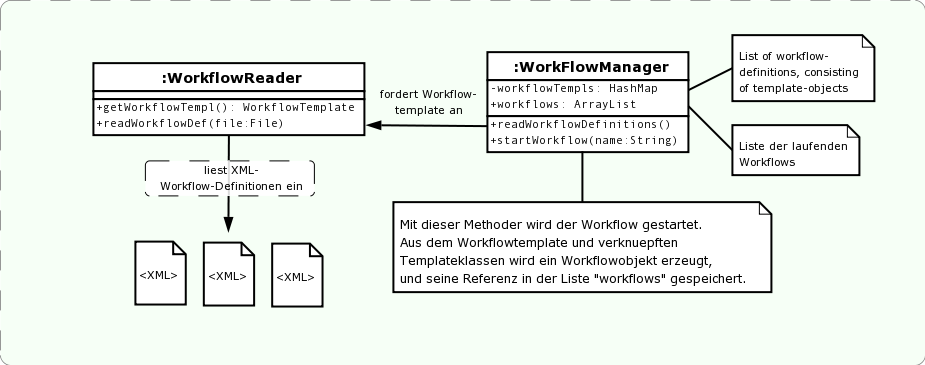 :WorkflowReader
+getWorkflowTempl(): WorkflowTemplate
+readWorkflowDef(file:File)
fordert Workflow-
template an
:WorkFlowManager
-workflowTempls: HashMap
+workflows: ArrayList
+readWorkflowDefinitions()
+startWorkflow(name:String)
List of workflow-
definitions, consisting
of template-objects
Liste der laufenden
Workflows
liest XML-
Workflow-Definitionen ein
<XML>
<XML>
<XML>
Mit dieser Methoder wird der Workflow gestartet.
Aus dem Workflowtemplate und verknuepften
Templateklassen wird ein Workflowobjekt erzeugt,
und seine Referenz in der Liste "workflows" gespeichert.